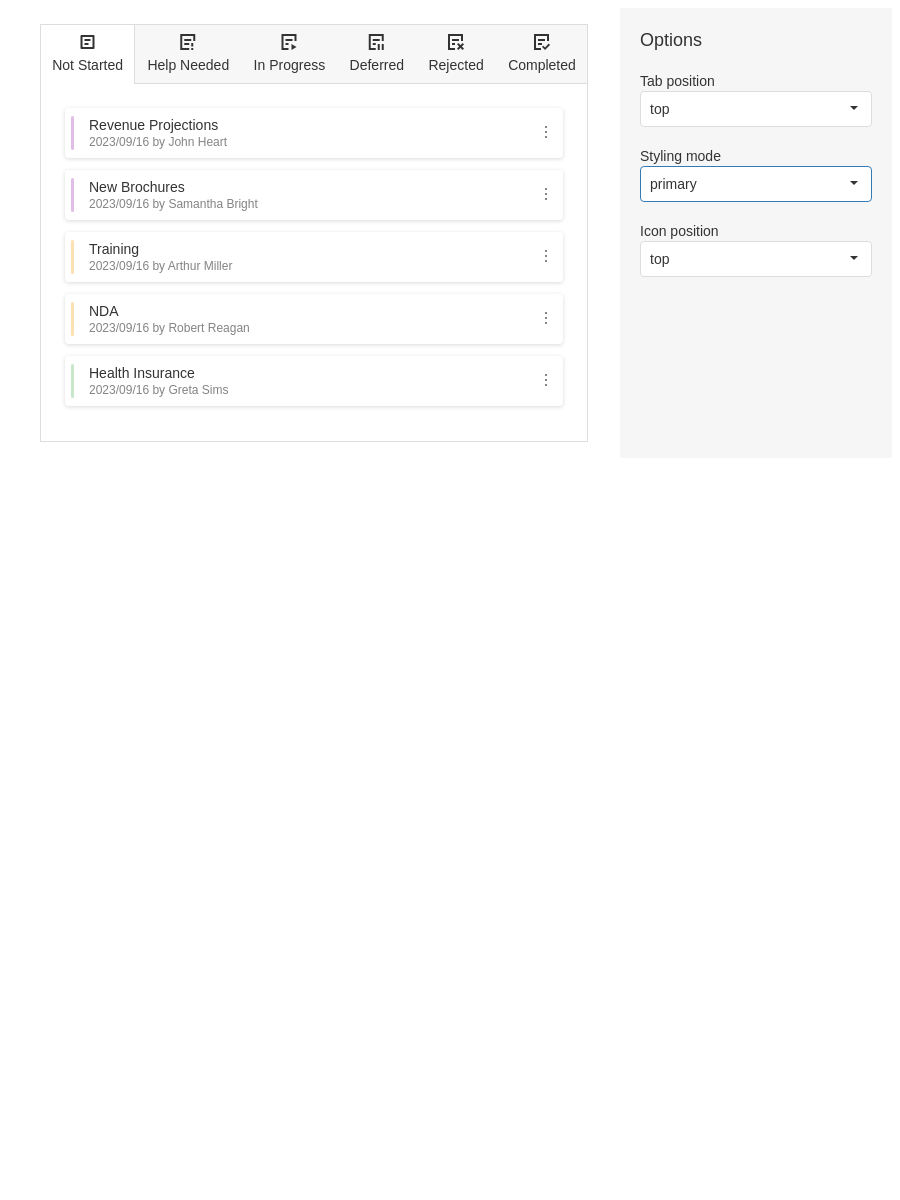 Not Started
Help Needed
In Progress
Deferred
Rejected
Completed
Revenue Projections
2023/09/16 by John Heart
New Brochures
2023/09/16 by Samantha Bright
Training
2023/09/16 by Arthur Miller
NDA
2023/09/16 by Robert Reagan
Health Insurance
2023/09/16 by Greta Sims
Options
Tab position
top
Styling mode
primary
Icon position
top